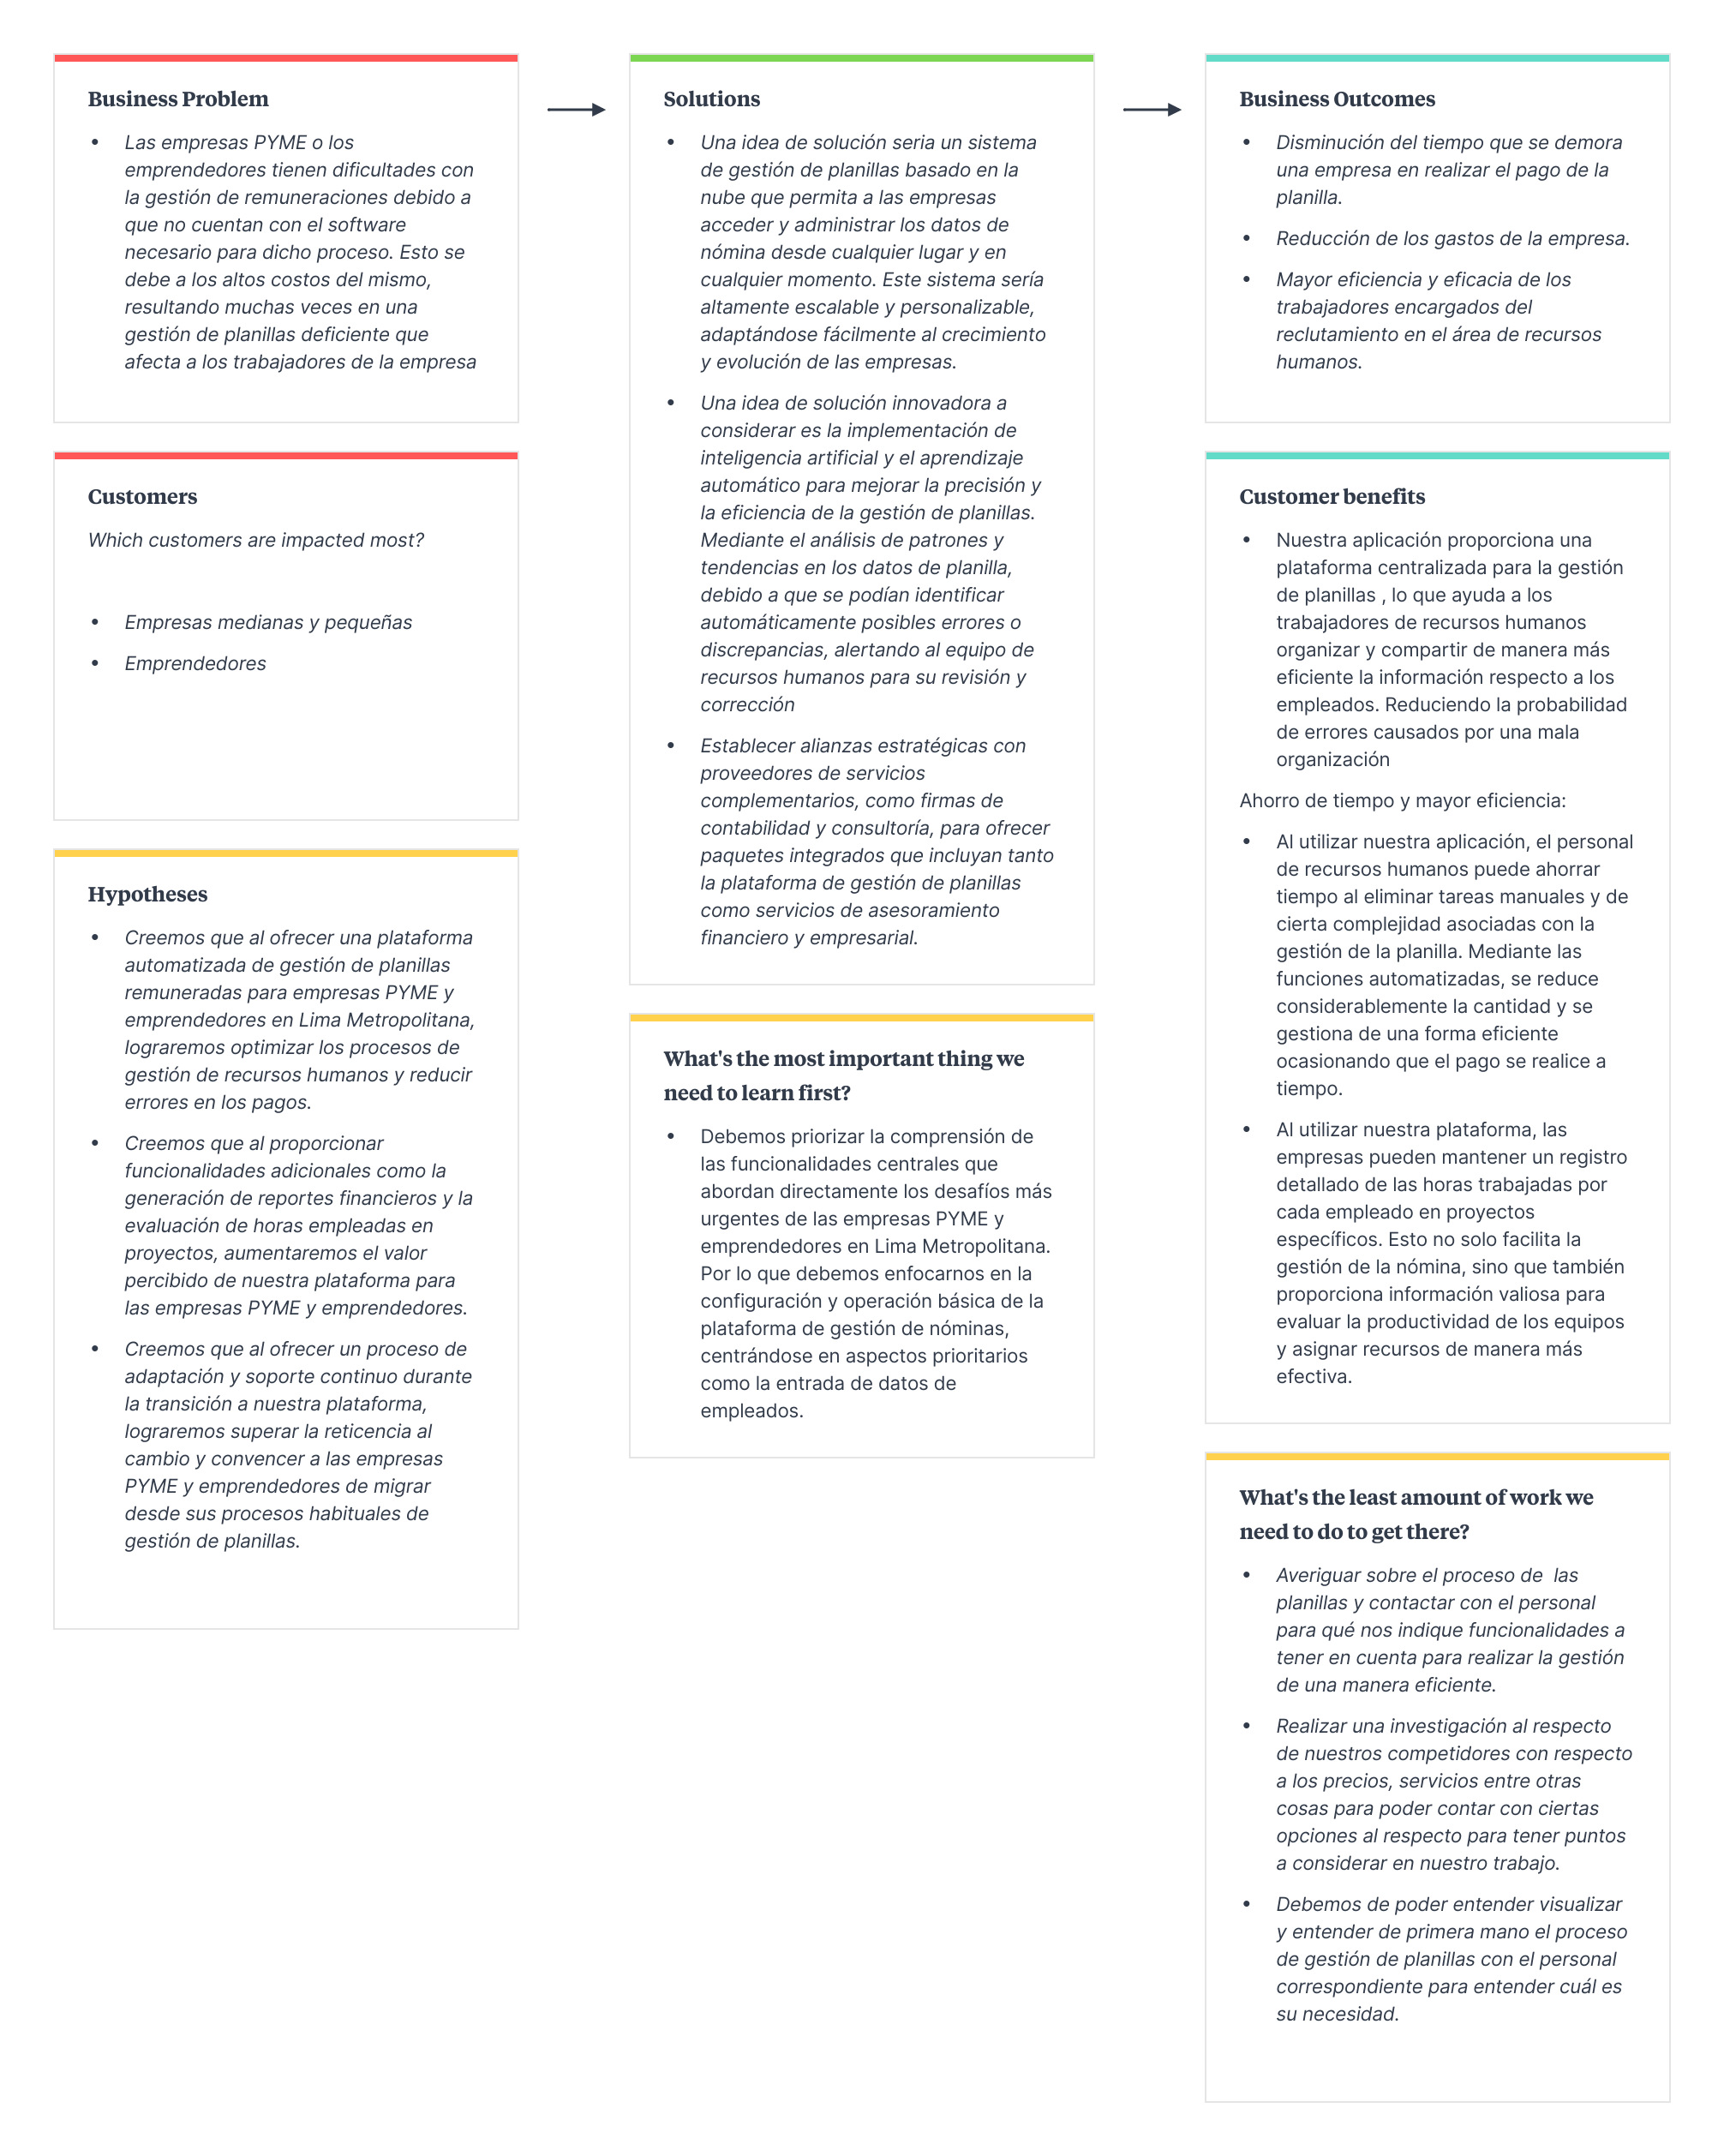 Business Problem
• Las empresas PYME o los
emprendedores tienen dificultades con
la gestión de remuneraciones debido a
que no cuentan con el software
necesario para dicho proceso. Esto se
debe a los altos costos del mismo,
resultando muchas veces en una
gestión de planillas deficiente que
afecta a los trabajadores de la empresa
Customers
Which customers are impacted most?
• Empresas medianas y pequeñas
• Emprendedores
Hypotheses
• Creemos que al ofrecer una plataforma
automatizada de gestión de planillas
remuneradas para empresas PYME y
emprendedores en Lima Metropolitana,
lograremos optimizar los procesos de
gestión de recursos humanos y reducir
errores en los pagos.
• Creemos que al proporcionar
funcionalidades adicionales como la
generación de reportes financieros y la
evaluación de horas empleadas en
proyectos, aumentaremos el valor
percibido de nuestra plataforma para
las empresas PYME y emprendedores.
• Creemos que al ofrecer un proceso de
adaptación y soporte continuo durante
la transición a nuestra plataforma,
lograremos superar la reticencia al
cambio y convencer a las empresas
PYME y emprendedores de migrar
desde sus procesos habituales de
gestión de planillas.
Solutions
• Una idea de solución seria un sistema
de gestión de planillas basado en la
nube que permita a las empresas
acceder y administrar los datos de
nómina desde cualquier lugar y en
cualquier momento. Este sistema sería
altamente escalable y personalizable,
adaptándose fácilmente al crecimiento
y evolución de las empresas.
• Una idea de solución innovadora a
considerar es la implementación de
inteligencia artificial y el aprendizaje
automático para mejorar la precisión y
la eficiencia de la gestión de planillas.
Mediante el análisis de patrones y
tendencias en los datos de planilla,
debido a que se podían identificar
automáticamente posibles errores o
discrepancias, alertando al equipo de
recursos humanos para su revisión y
corrección
• Establecer alianzas estratégicas con
proveedores de servicios
complementarios, como firmas de
contabilidad y consultoría, para ofrecer
paquetes integrados que incluyan tanto
la plataforma de gestión de planillas
como servicios de asesoramiento
financiero y empresarial.
What's the most important thing we
need to learn first?
• Debemos priorizar la comprensión de
las funcionalidades centrales que
abordan directamente los desafíos más
urgentes de las empresas PYME y
emprendedores en Lima Metropolitana.
Por lo que debemos enfocarnos en la
configuración y operación básica de la
plataforma de gestión de nóminas,
centrándose en aspectos prioritarios
como la entrada de datos de
empleados.
Business Outcomes
• Disminución del tiempo que se demora
una empresa en realizar el pago de la
planilla.
• Reducción de los gastos de la empresa.
• Mayor eficiencia y eficacia de los
trabajadores encargados del
reclutamiento en el área de recursos
humanos.
Customer benefits
• Nuestra aplicación proporciona una
plataforma centralizada para la gestión
de planillas , lo que ayuda a los
trabajadores de recursos humanos
organizar y compartir de manera más
eficiente la información respecto a los
empleados. Reduciendo la probabilidad
de errores causados por una mala
organización
Ahorro de tiempo y mayor eficiencia:
• Al utilizar nuestra aplicación, el personal
de recursos humanos puede ahorrar
tiempo al eliminar tareas manuales y de
cierta complejidad asociadas con la
gestión de la planilla. Mediante las
funciones automatizadas, se reduce
considerablemente la cantidad y se
gestiona de una forma eficiente
ocasionando que el pago se realice a
tiempo.
• Al utilizar nuestra plataforma, las
empresas pueden mantener un registro
detallado de las horas trabajadas por
cada empleado en proyectos
específicos. Esto no solo facilita la
gestión de la nómina, sino que también
proporciona información valiosa para
evaluar la productividad de los equipos
y asignar recursos de manera más
efectiva.
What's the least amount of work we
need to do to get there?
• Averiguar sobre el proceso de  las
planillas y contactar con el personal
para qué nos indique funcionalidades a
tener en cuenta para realizar la gestión
de una manera eficiente.
• Realizar una investigación al respecto
de nuestros competidores con respecto
a los precios, servicios entre otras
cosas para poder contar con ciertas
opciones al respecto para tener puntos
a considerar en nuestro trabajo.
• Debemos de poder entender visualizar
y entender de primera mano el proceso
de gestión de planillas con el personal
correspondiente para entender cuál es
su necesidad.